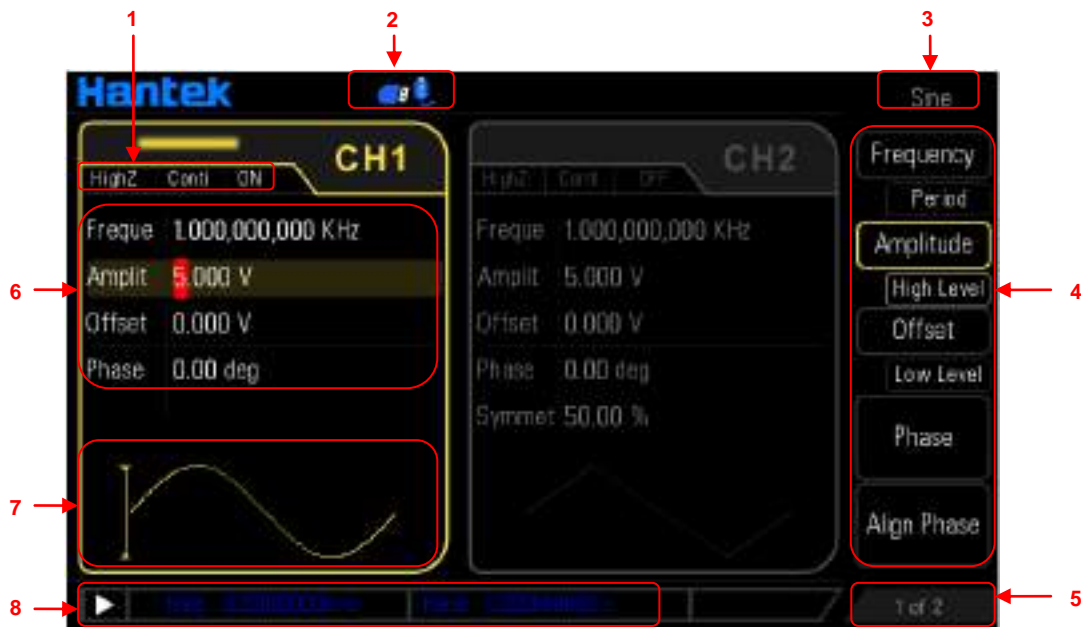 1
2
3
Hantek
Sine
CH1
HighZ Conti ON
CH2
HighZ Cont OFF
Freque 1.000,000,000 KHz
Amplit 5.000 V
Offset 0.000 V
Phase 0.00 deg
Freque 1.000,000,000 KHz
Amplit 5.000 V
Offset 0.000 V
Phase 0.00 deg
Symmet 50.00 %
Frequency
Period
Amplitude
High Level
Offset
Low Level
Phase
Align Phase
6
4
7
8
5
1 of 2